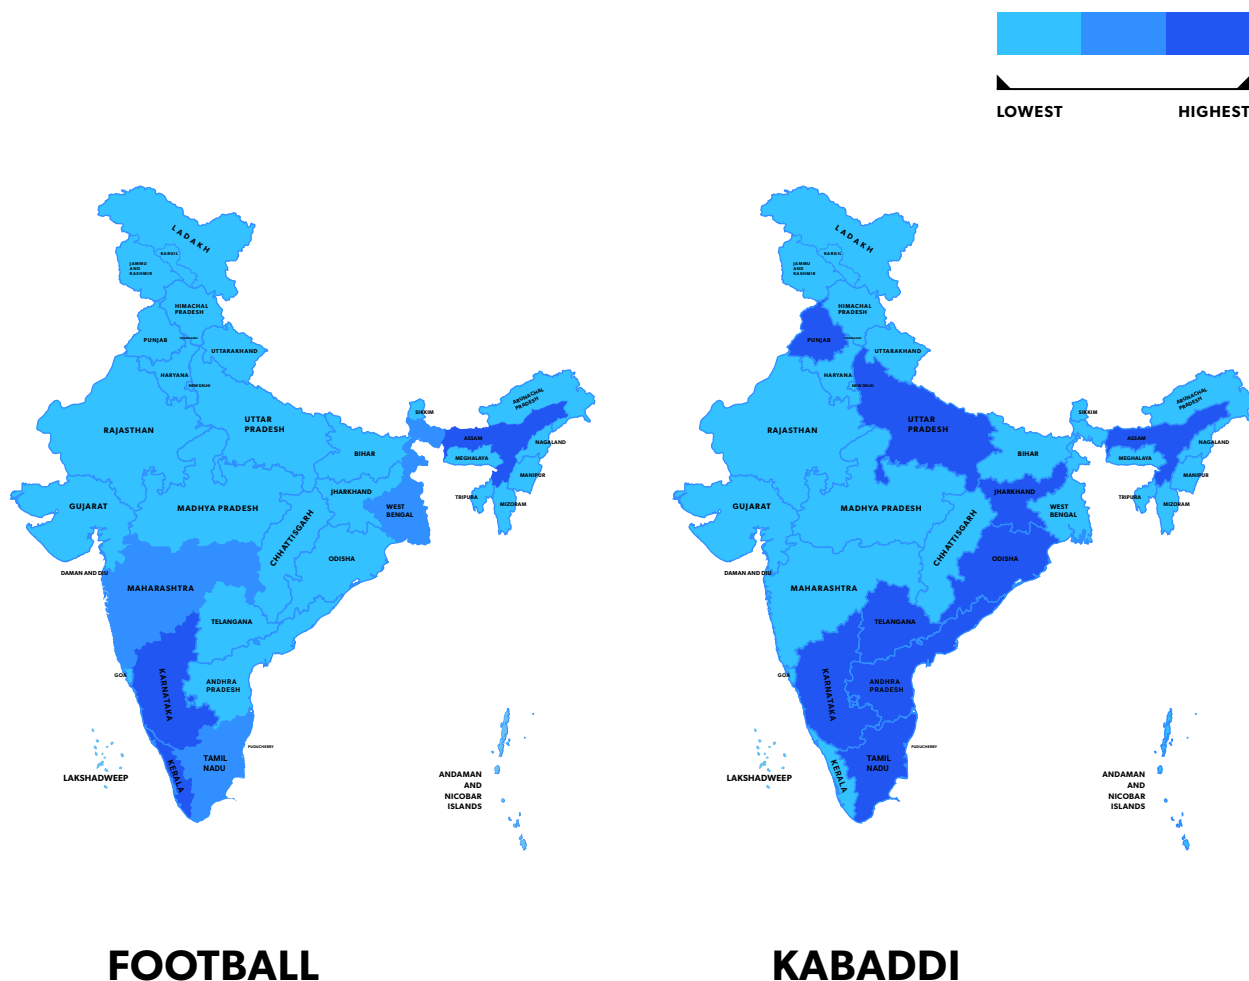 LOWEST HIGHEST
LADAKH
KARGIL
JAMMU
AND
KASHMIR
HIMACHAL
PRADESH
PUNJAB
UTTARAKHAND
HARYANA
NEW DELHI
RAJASTHAN
UTTAR
PRADESH
BIHAR
SIKKIM
ARUNACHAL
PRADESH
ASSAM
NAGALAND
MEGHALAYA
MANIPUR
TRIPURA
MIZORAM
GUJARAT
MADHYA PRADESH
JHARKHAND
WEST
BENGAL
CHHATTISGARH
ODISHA
DAMAN AND DIU
MAHARASHTRA
TELANGANA
GOA
KARNATAKA
ANDHRA
PRADESH
PUDUCHERRY
TAMIL
NADU
KERALA
LAKSHADWEEP
ANDAMAN
AND
NICOBAR
ISLANDS
FOOTBALL
LADAKH
KARGIL
JAMMU
AND
KASHMIR
HIMACHAL
PRADESH
PUNJAB
UTTARAKHAND
HARYANA
NEW DELHI
RAJASTHAN
UTTAR
PRADESH
BIHAR
SIKKIM
ARUNACHAL
PRADESH
ASSAM
NAGALAND
MEGHALAYA
MANIPUR
TRIPURA
MIZORAM
GUJARAT
MADHYA PRADESH
JHARKHAND
WEST
BENGAL
CHHATTISGARH
ODISHA
DAMAN AND DIU
MAHARASHTRA
TELANGANA
GOA
KARNATAKA
ANDHRA
PRADESH
PUDUCHERRY
TAMIL
NADU
KERALA
LAKSHADWEEP
ANDAMAN
AND
NICOBAR
ISLANDS
KABADDI